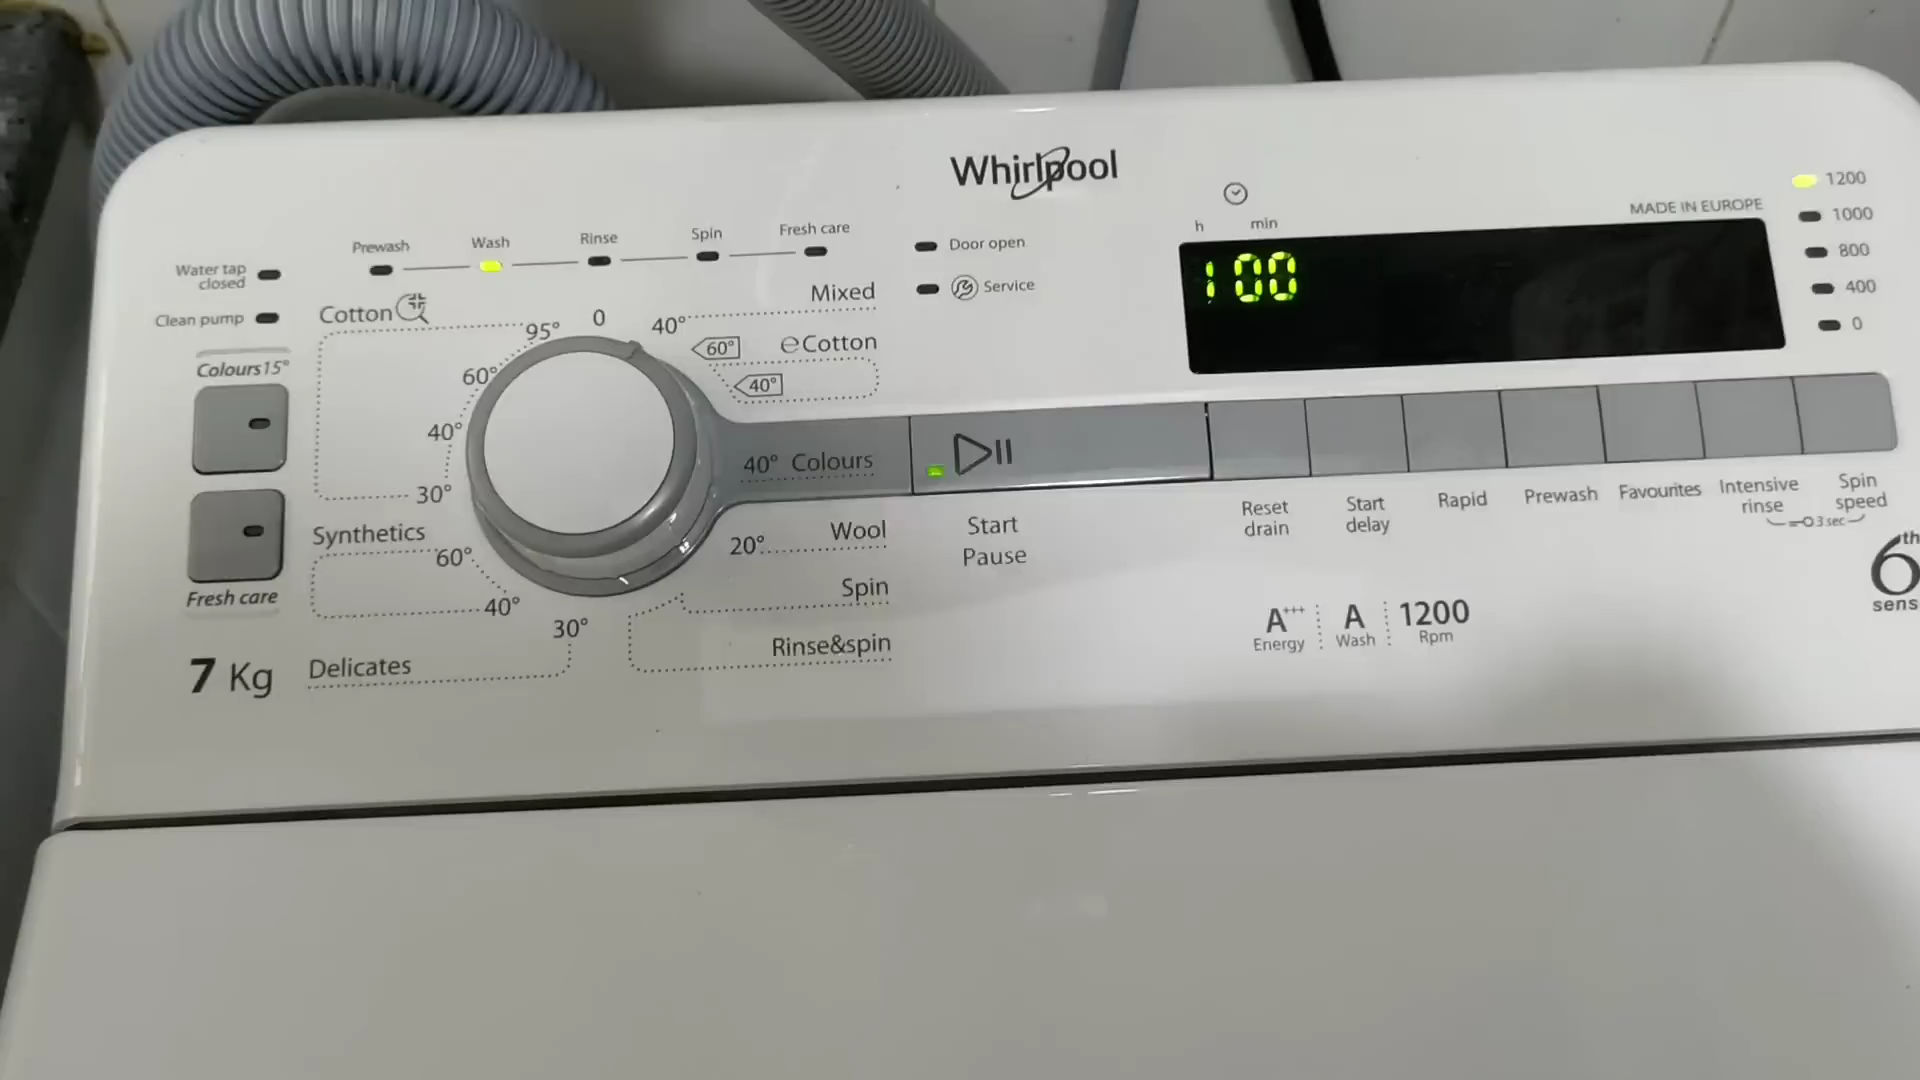 Whirlpool
h
min
MADE IN EUROPE
1 00
1200
1000
800
400
0
Prewash
Wash
Rinse
Spin
Fresh care
Door open
Service
Water tap
closed
Clean pump
Colours15°
Fresh care
7 Kg
Cotton
95°
60°
40°
30°
Synthetics
60°
40°
Delicates
30°
0
Mixed
40°
eCotton
60°
40°
40° Colours
Wool
20°
Spin
Rinse&spin
Start
Pause
Reset
drain
Start
delay
Rapid
Prewash
Favourites
Intensive
rinse
Spin
speed
3 sec
A+++
Energy
A
Wash
1200
Rpm
6th
sens